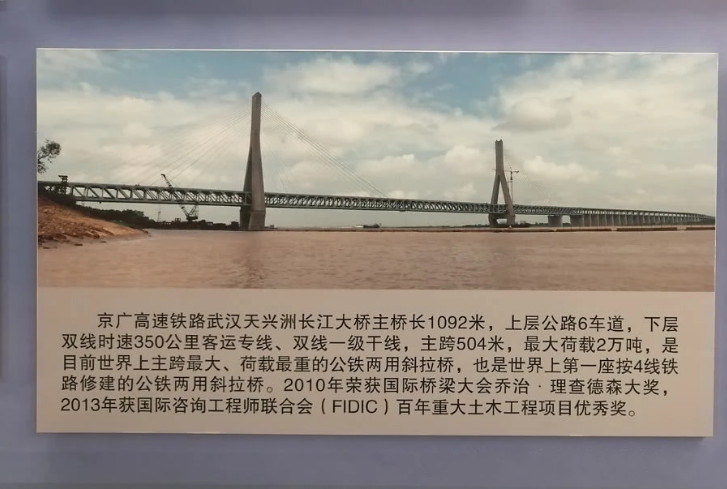 京广高速铁路武汉天兴洲长江大桥主桥长1092米，上层公路6车道，下层
双线时速350公里客运专线、双线一级干线，主跨504米，最大荷载2万吨，是
目前世界上主跨最大、荷载最重的公铁两用斜拉桥，也是世界上第一座按4线铁
路修建的公铁两用斜拉桥。2010年荣获国际桥梁大会乔治·理查德森大奖，
2013年获国际咨询工程师联合会（FIDIC）百年重大土木工程项目优秀奖。